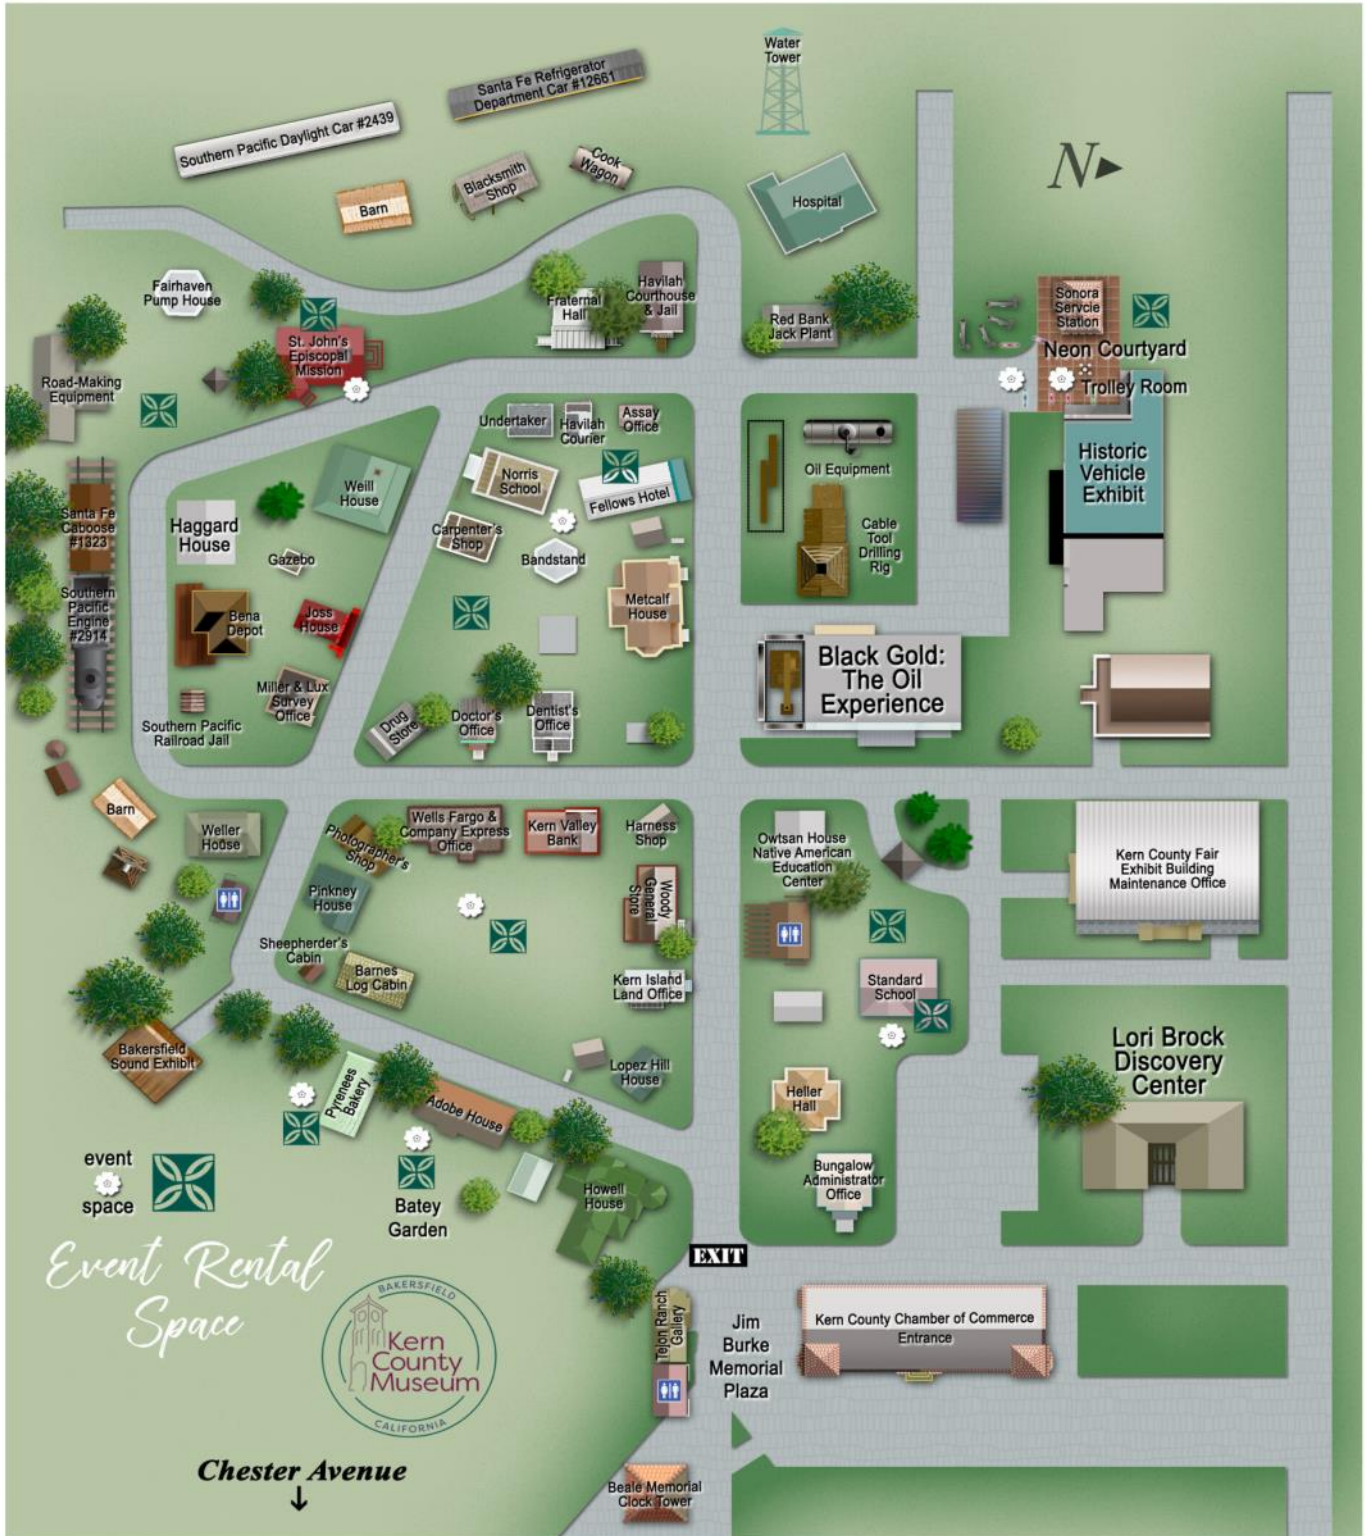 Water
Tower
Santa Fe Refrigerator
Department Car #12661
Southern Pacific Daylight Car #2439
N
Cook
Wagon
Blacksmith
Shop
Barn
Hospital
Fairhaven
Pump House
Fraternal
Hall
Havilah
Courthouse
& Jail
Red Bank
Jack Plant
Sonora
Servcie
Station
Neon Courtyard
Trolley Room
St. John's
Episcopal
Mission
Road-Making
Equipment
Undertaker
Havilah
Courier
Assay
Office
Historic
Vehicle
Exhibit
Oil Equipment
Weill
House
Norris
School
Fellows Hotel
Santa Fe
Caboose
#1323
Haggard
House
Carpenter's
Shop
Bandstand
Cable
Tool
Drilling
Rig
Gazebo
Southern
Pacific
Engine
#2914
Bena
Depot
Joss
House
Metcalf
House
Black Gold:
The Oil
Experience
Miller & Lux
Survey
Office
Southern Pacific
Railroad Jail
Drug
Store
Doctor's
Office
Dentist's
Office
Barn
Weller
House
Photographer's
Shop
Wells Fargo &
Company Express
Office
Kern Valley
Bank
Harness
Shop
Owtsan House
Native American
Education
Center
Kern County Fair
Exhibit Building
Maintenance Office
Pinkney
House
Woody
General
Store
Sheepherder's
Cabin
Barnes
Log Cabin
Kern Island
Land Office
Standard
School
Bakersfield
Sound Exhibit
Lopez Hill
House
Lori Brock
Discovery
Center
Pyrenees
Bakery
Adobe House
Heller
Hall
event
space
Batey
Garden
Howell
House
Bungalow
Administrator
Office
Event Rental
Space
EXIT
BAKERSFIELD
Kern
County
Museum
CALIFORNIA
Tejon Ranch
Gallery
Jim
Burke
Memorial
Plaza
Kern County Chamber of Commerce
Entrance
Chester Avenue
Beale Memorial
Clock Tower